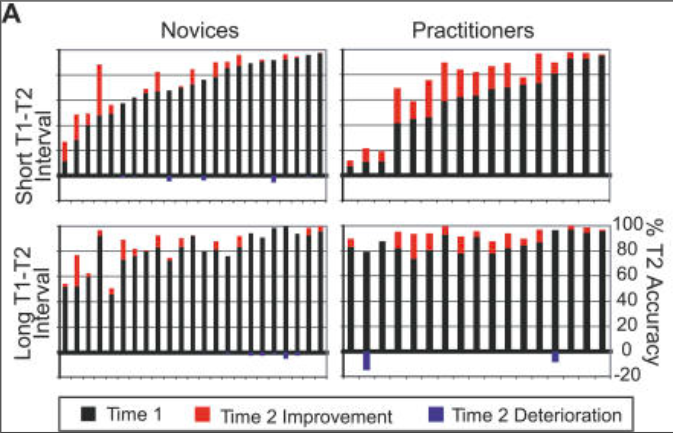 A
Novices
Practitioners
Short T1-T2
Interval
Long T1-T2
Interval
100
80
60
40
20
0
-20
% T2 Accuracy
Time 1
Time 2 Improvement
Time 2 Deterioration